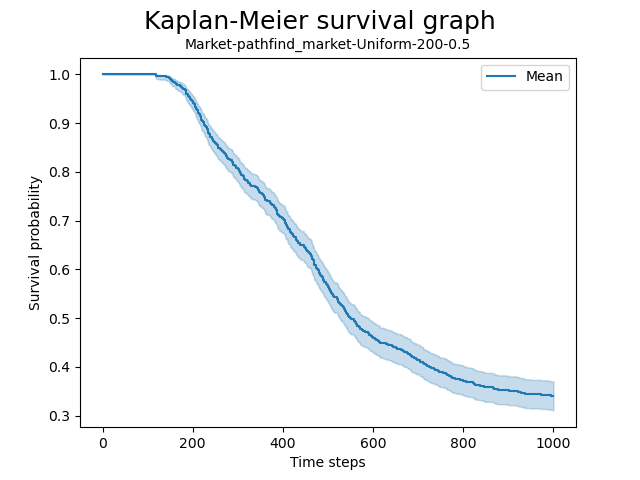 Kaplan-Meier survival graph
Market-pathfind_market-Uniform-200-0.5
Mean
1.0
0.9
0.8
0.7
0.6
0.5
0.4
0.3
Survival probability
0
200
400
600
800
1000
Time steps